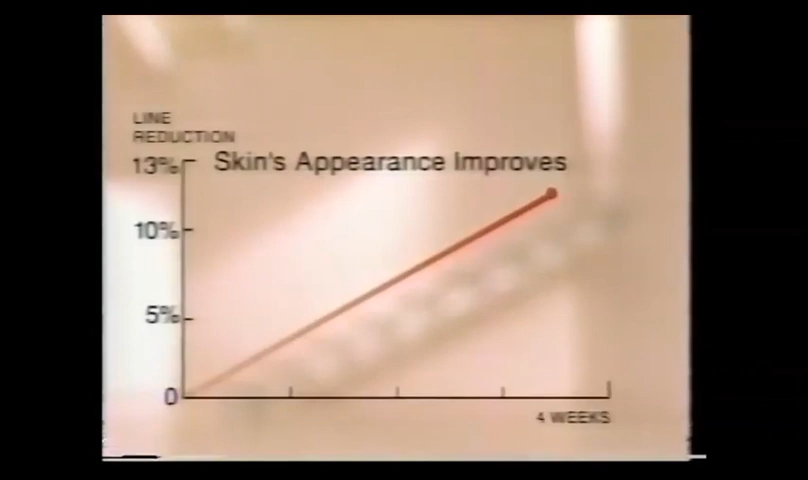 LINE
REDUCTION
13%
Skin's Appearance Improves
10%
5%
0
4 WEEKS